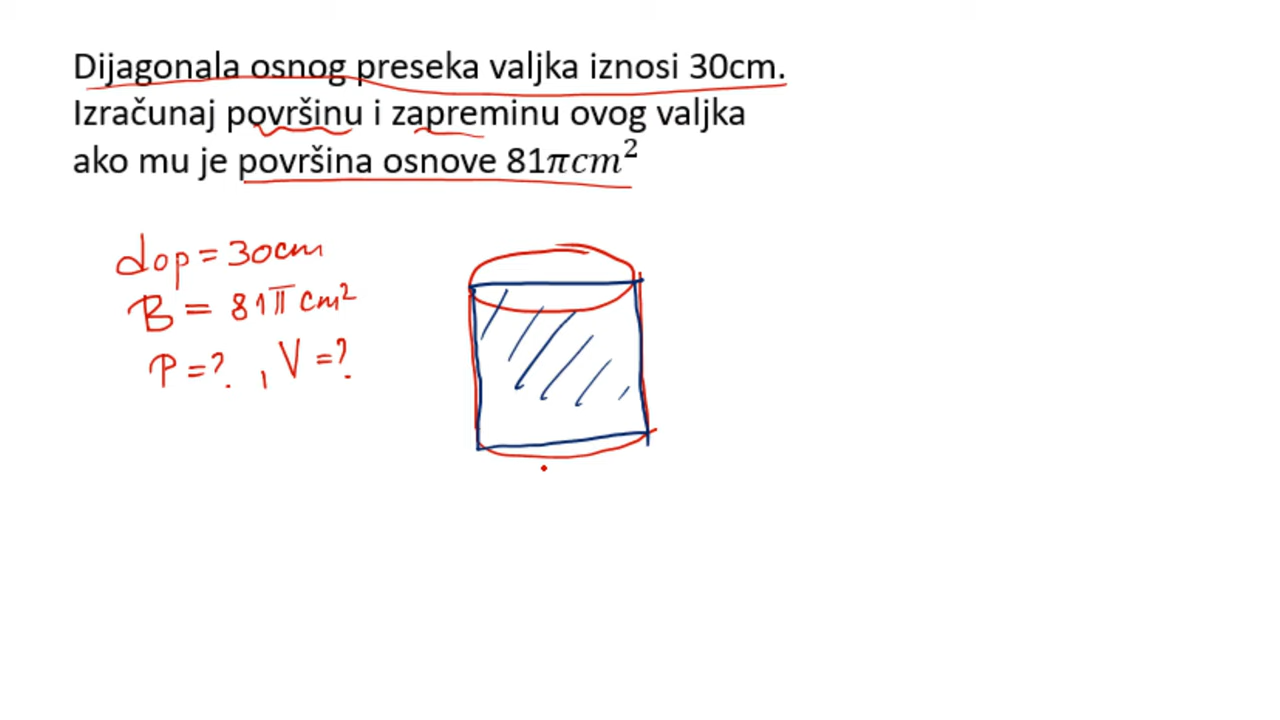 Dijagonala osnog preseka valjka iznosi 30cm.
Izračunaj površinu i zapreminu ovog valjka
ako mu je površina osnove 81πcm²
dop = 30cm
B = 81π cm²
P = ?, V = ?